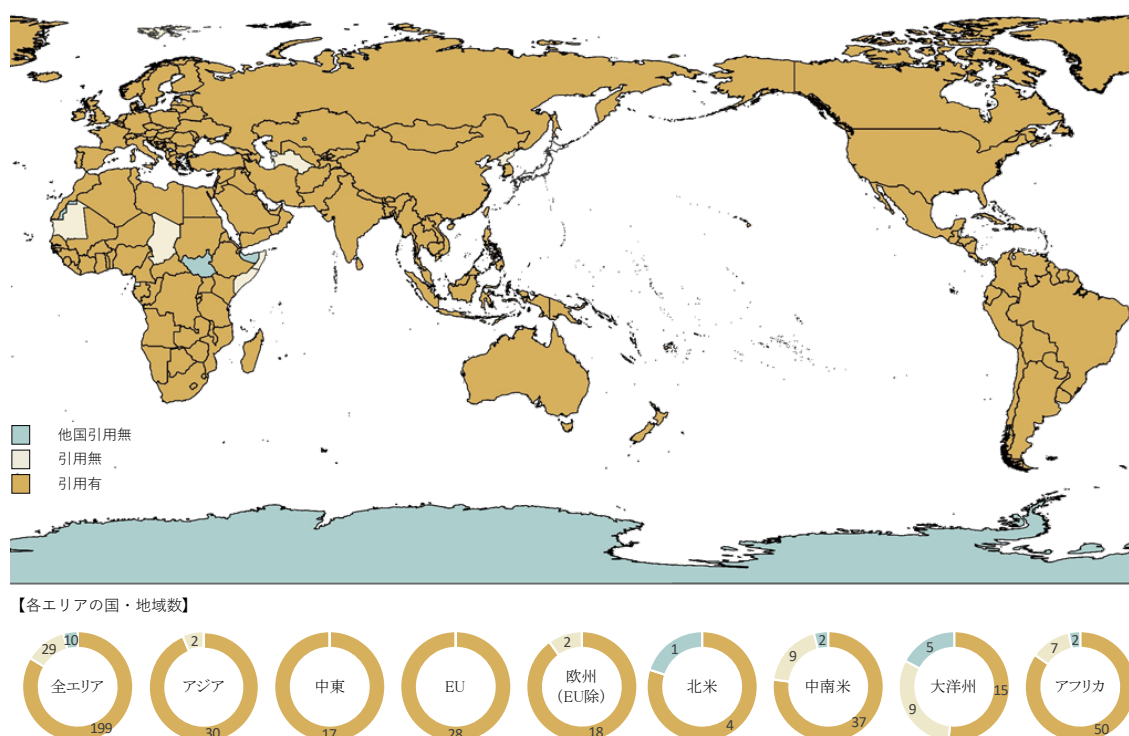 他国引用無
引用無
引用有
【各エリアの国・地域数】
29
10
全エリア
199
2
アジア
30
中東
17
EU
28
2
欧州
(EU除)
18
1
北米
4
2
9
中南米
37
5
大洋州
15
9
2
7
アフリカ
50